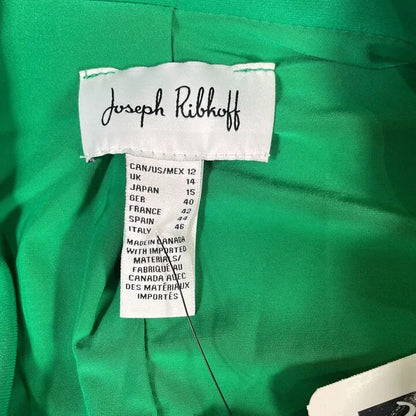 Joseph Ribkoff
CAN/US/MEX 12
UK 14
JAPAN 15
GER 40
FRANCE 42
SPAIN 44
ITALY 46
MADE IN CANADA
WITH IMPORTED
MATERIALS/
FABRIQUÉ AU
CANADA AVEC
DES MATÉRIAUX
IMPORTÉS